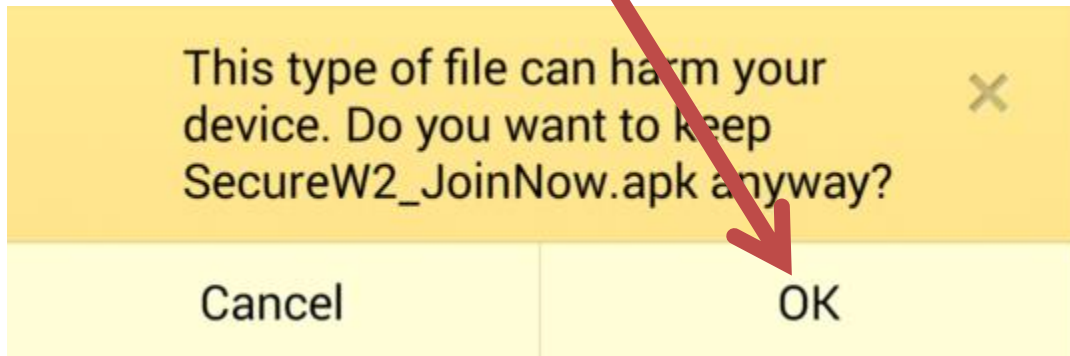 This type of file can harm your
device. Do you want to keep
SecureW2_JoinNow.apk anyway?
Cancel
OK